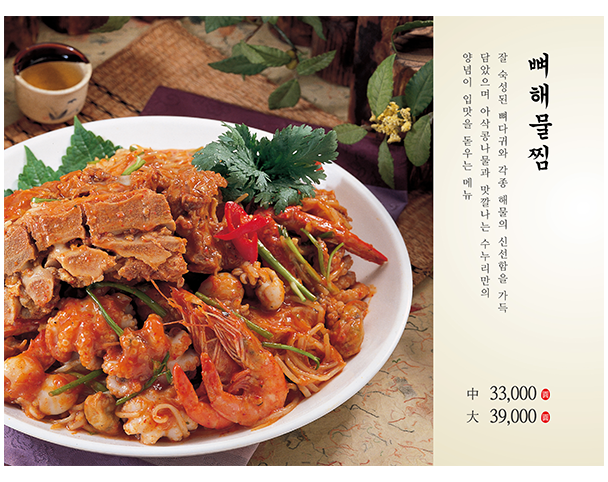 뼈해물찜
잘 숙성된 뼈다귀와 각종 해물의 신선함을 가득
담았으며 아삭콩나물과 맛깔나는 수누리만의
양념이 입맛을 돋우는 메뉴
中 33,000
大 39,000